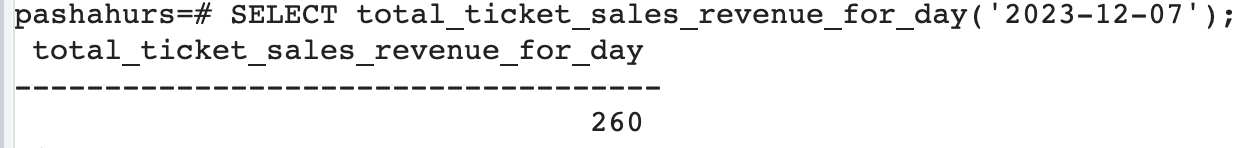 pashahurs=# SELECT total_ticket_sales_revenue_for_day('2023-12-07');
 total_ticket_sales_revenue_for_day
------------------------------------
                                260